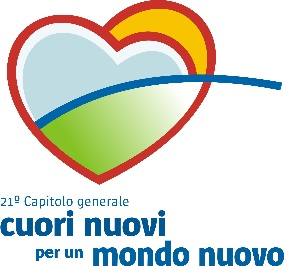 21º Capitolo generale
cuori nuovi
per un mondo nuovo